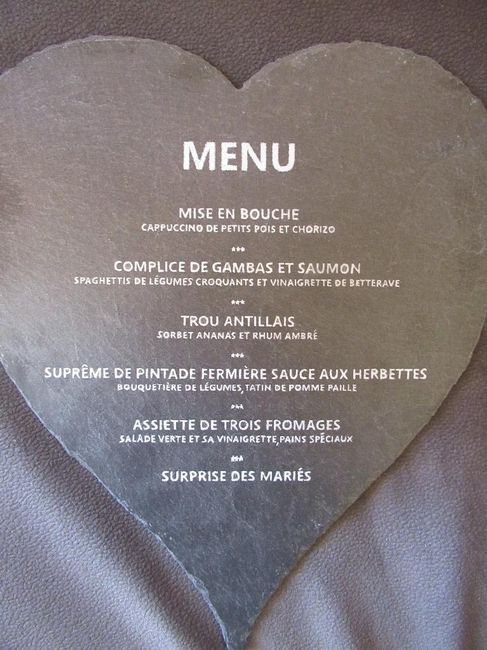 MENU
MISE EN BOUCHE
CAPPUCCINO DE PETITS POIS ET CHORIZO
***
COMPLICE DE GAMBAS ET SAUMON
SPAGHETTIS DE LÉGUMES CROQUANTS ET VINAIGRETTE DE BETTERAVE
***
TROU ANTILLAIS
SORBET ANANAS ET RHUM AMBRÉ
***
SUPRÊME DE PINTADE FERMIÈRE SAUCE AUX HERBETTES
BOUQUETIÈRE DE LÉGUMES, TATIN DE POMME PAILLE
***
ASSIETTE DE TROIS FROMAGES
SALADE VERTE ET SA VINAIGRETTE, PAINS SPÉCIAUX
***
SURPRISE DES MARIÉS